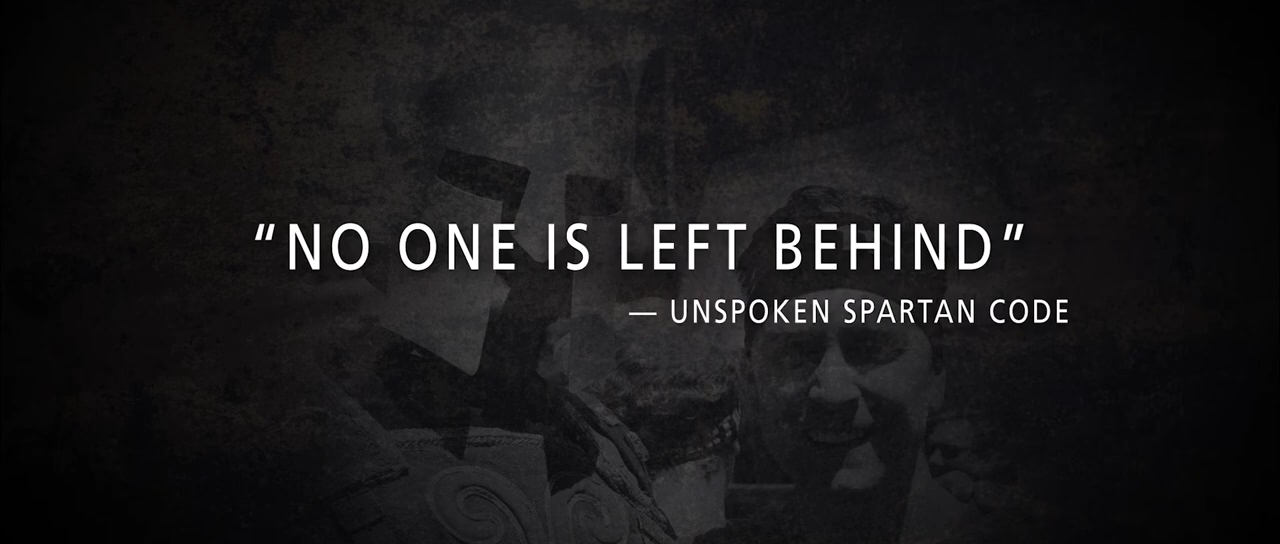 “NO ONE IS LEFT BEHIND”
— UNSPOKEN SPARTAN CODE